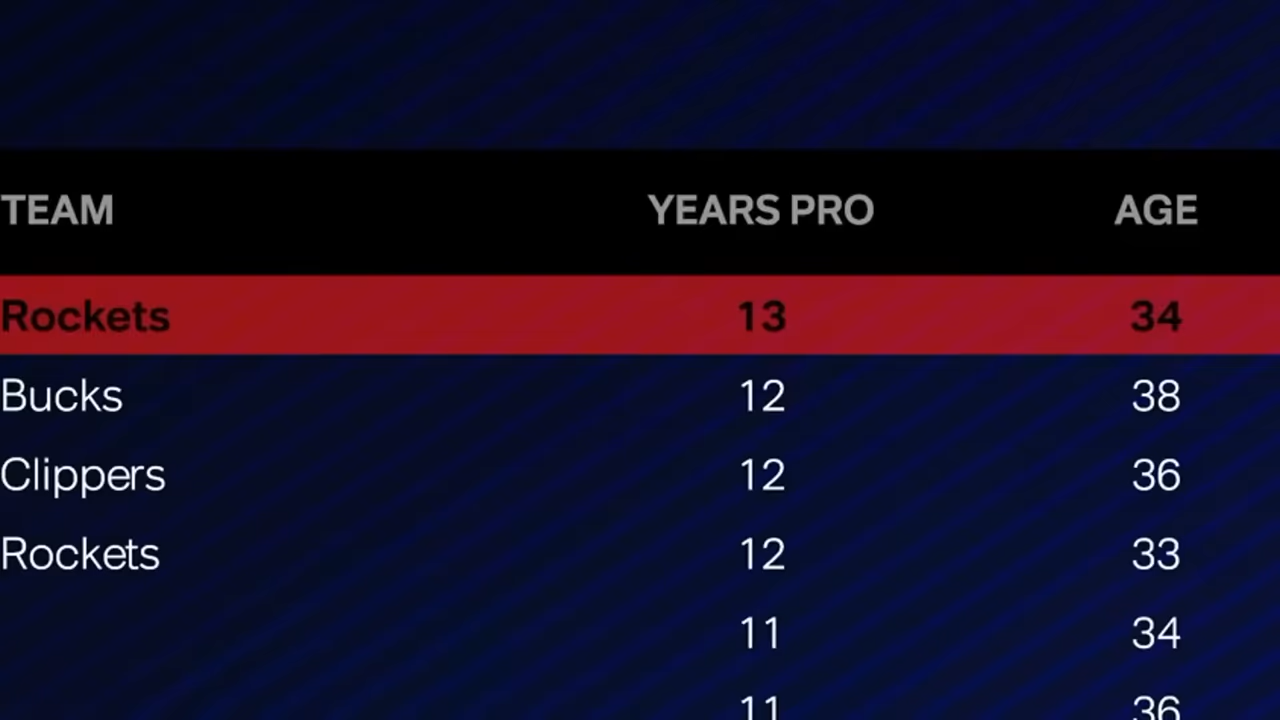 TEAM YEARS PRO AGE
Rockets 13 34
Bucks 12 38
Clippers 12 36
Rockets 12 33
11 34
11 36